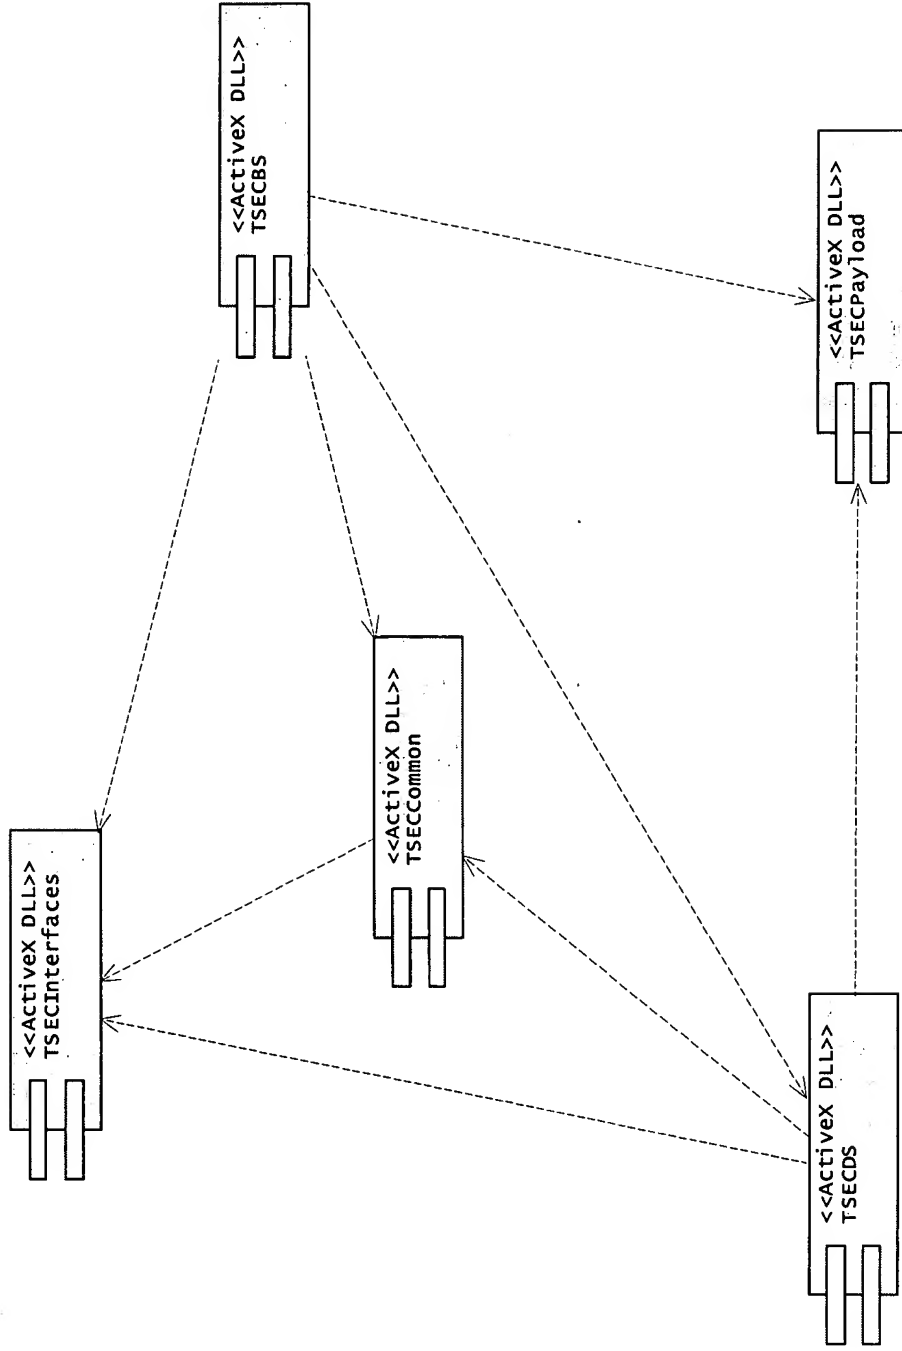 <<ActiveX DLL>>
TSECInterfaces
<<ActiveX DLL>>
TSECBS
<<ActiveX DLL>>
TSECCommon
<<ActiveX DLL>>
TSECDS
<<ActiveX DLL>>
TSECPayload